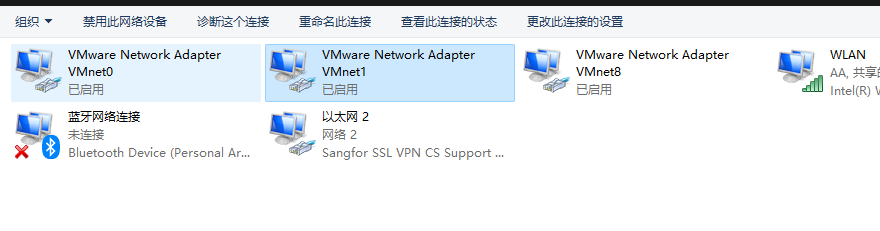 组织 禁用此网络设备 诊断这个连接 重命名此连接 查看此连接的状态 更改此连接的设置
VMware Network Adapter VMnet0
已启用
VMware Network Adapter VMnet1
已启用
VMware Network Adapter VMnet8
已启用
WLAN
AA, 共享的
Intel(R) W
蓝牙网络连接
未连接
Bluetooth Device (Personal Ar...
以太网 2
网络 2
Sangfor SSL VPN CS Support ...